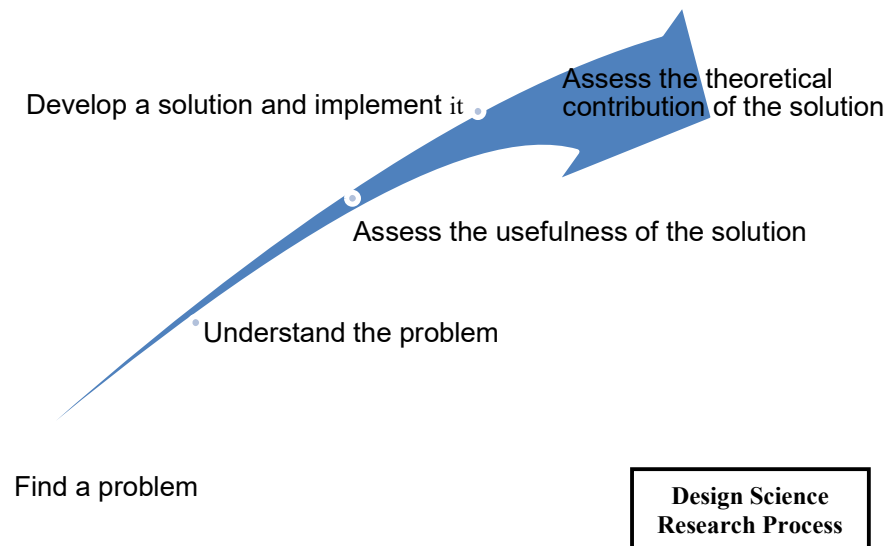 Assess the theoretical
contribution of the solution
Develop a solution and implement it
Assess the usefulness of the solution
Understand the problem
Find a problem
Design Science
Research Process